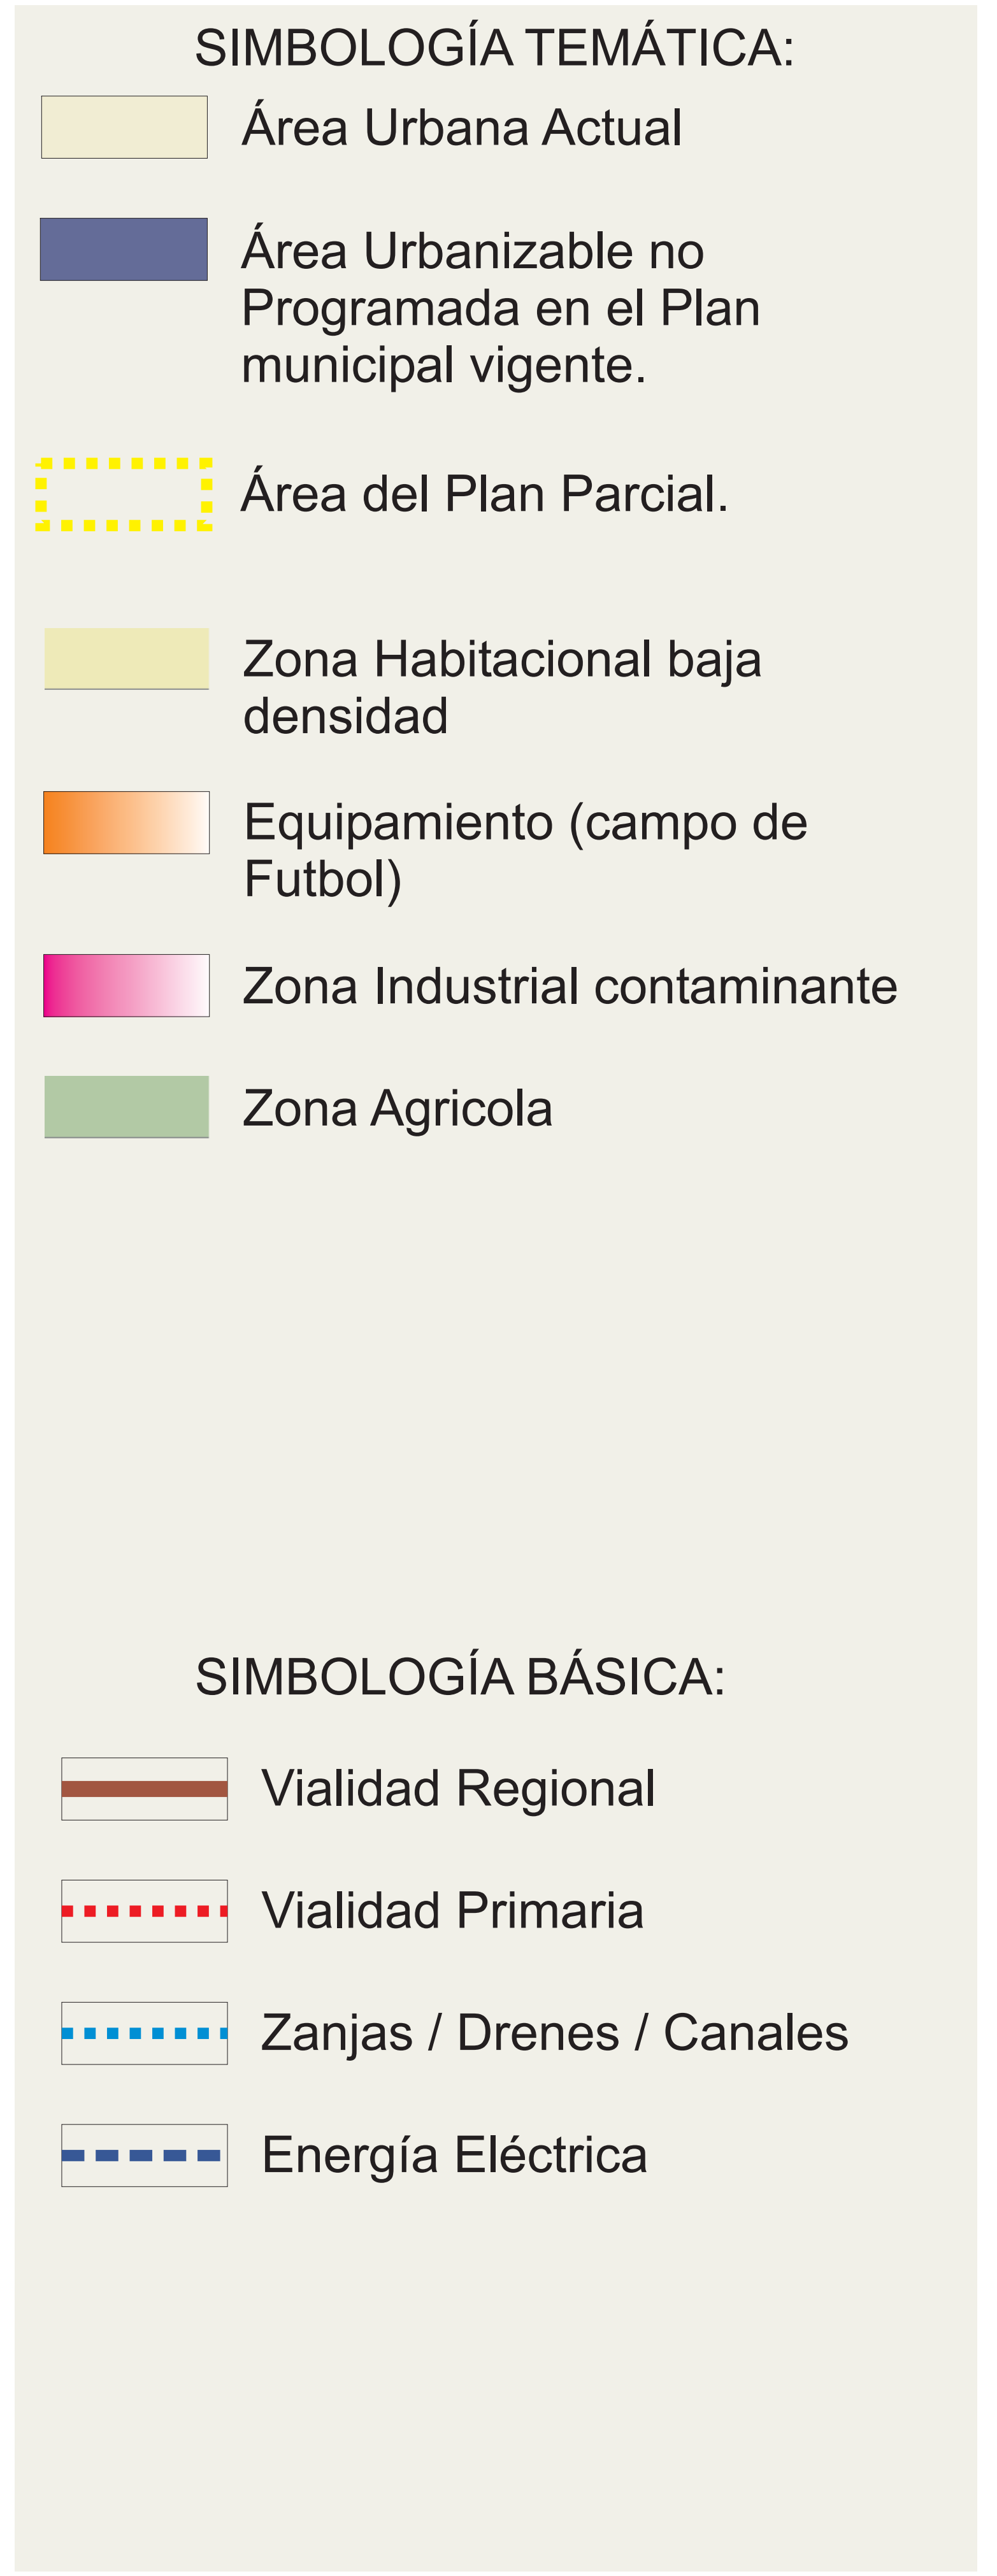 SIMBOLOGÍA TEMÁTICA:
Área Urbana Actual
Área Urbanizable no
Programada en el Plan
municipal vigente.
Área del Plan Parcial.
Zona Habitacional baja
densidad
Equipamiento (campo de
Futbol)
Zona Industrial contaminante
Zona Agricola
SIMBOLOGÍA BÁSICA:
Vialidad Regional
Vialidad Primaria
Zanjas / Drenes / Canales
Energía Eléctrica